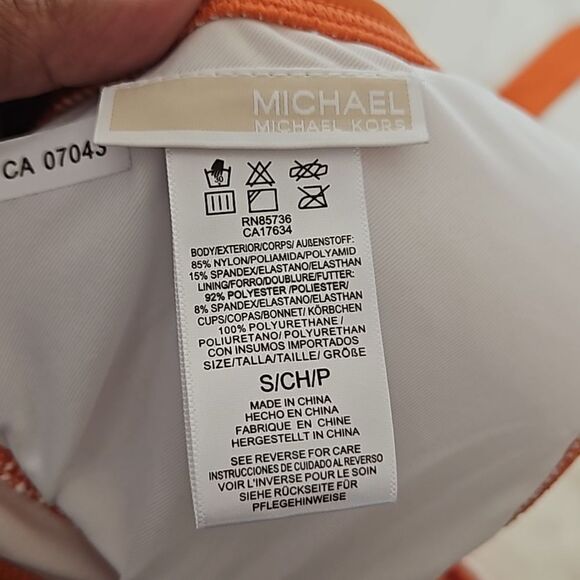 MICHAEL
MICHAEL KORS
CA 07043
30
RN85736
CA17634
BODY/EXTERIOR/CORPS/ AUßENSTOFF:
85% NYLON/POLIAMIDA/POLYAMID
15% SPANDEX/ELASTANO/ELASTHAN
LINING/FORRO/DOUBLURE/FUTTER:
92% POLYESTER /POLIESTER/
8% SPANDEX/ELASTANO/ELASTHAN
CUPS/COPAS/BONNET/ KÖRBCHEN
100% POLYURETHANE /
POLIURETANO/ POLYURETHAN
CON INSUMOS IMPORTADOS
SIZE/TALLA/TAILLE/ GRÖßE
S/CH/P
MADE IN CHINA
HECHO EN CHINA
FABRIQUE EN CHINE
HERGESTELLT IN CHINA
SEE REVERSE FOR CARE
INSTRUCCIONES DE CUIDADO AL REVERSO
VOIR L'INVERSE POUR LE SOIN
SIEHE RÜCKSEITE FÜR
PFLEGEHINWEISE